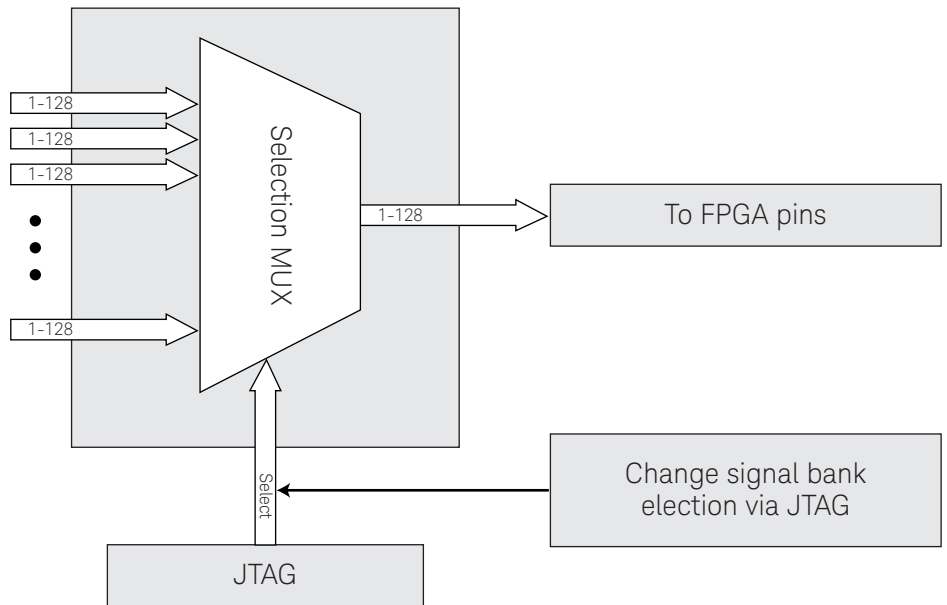 1-128
1-128
1-128
1-128
Selection MUX
1-128
To FPGA pins
Select
Change signal bank
election via JTAG
JTAG